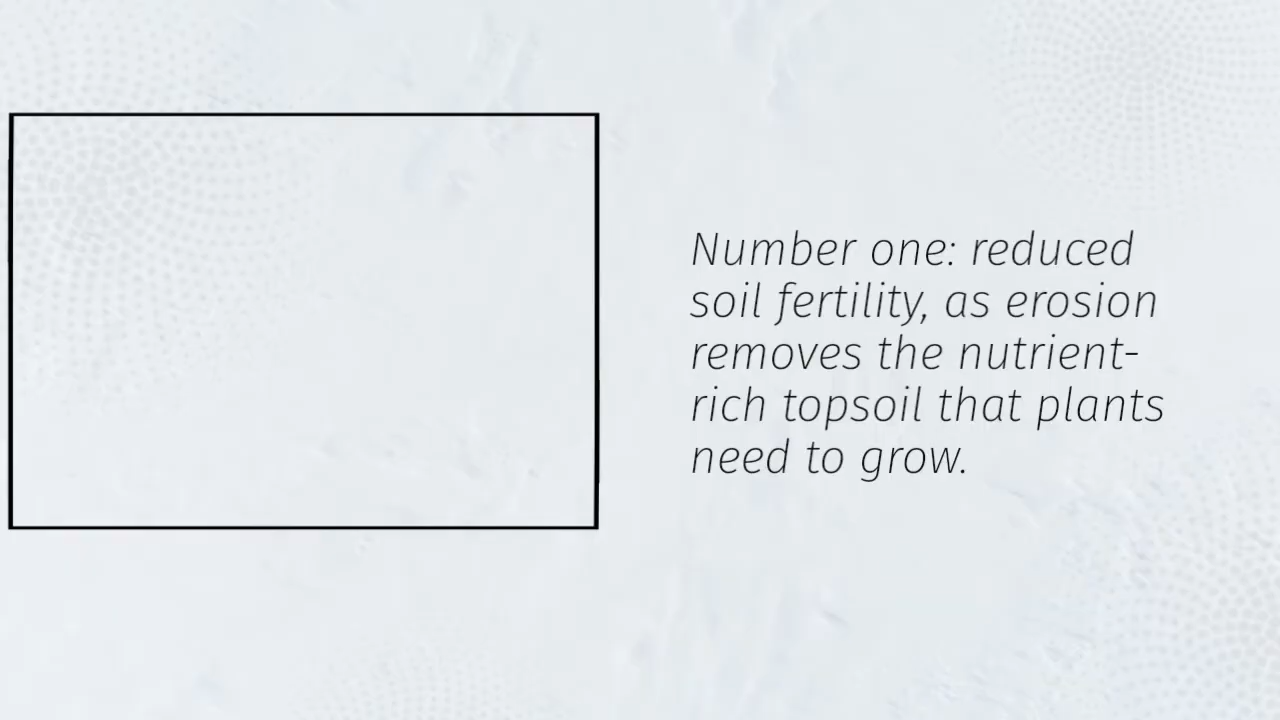 Number one: reduced
soil fertility, as erosion
removes the nutrient-
rich topsoil that plants
need to grow.